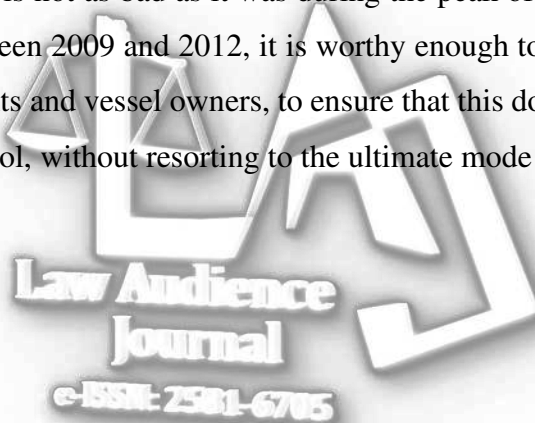 is not as bad as it was during the peak of
een 2009 and 2012, it is worthy enough to
ts and vessel owners, to ensure that this do
ol, without resorting to the ultimate mode
LAJ
Law Audience
Journal
e-ISSN: 2581-6705